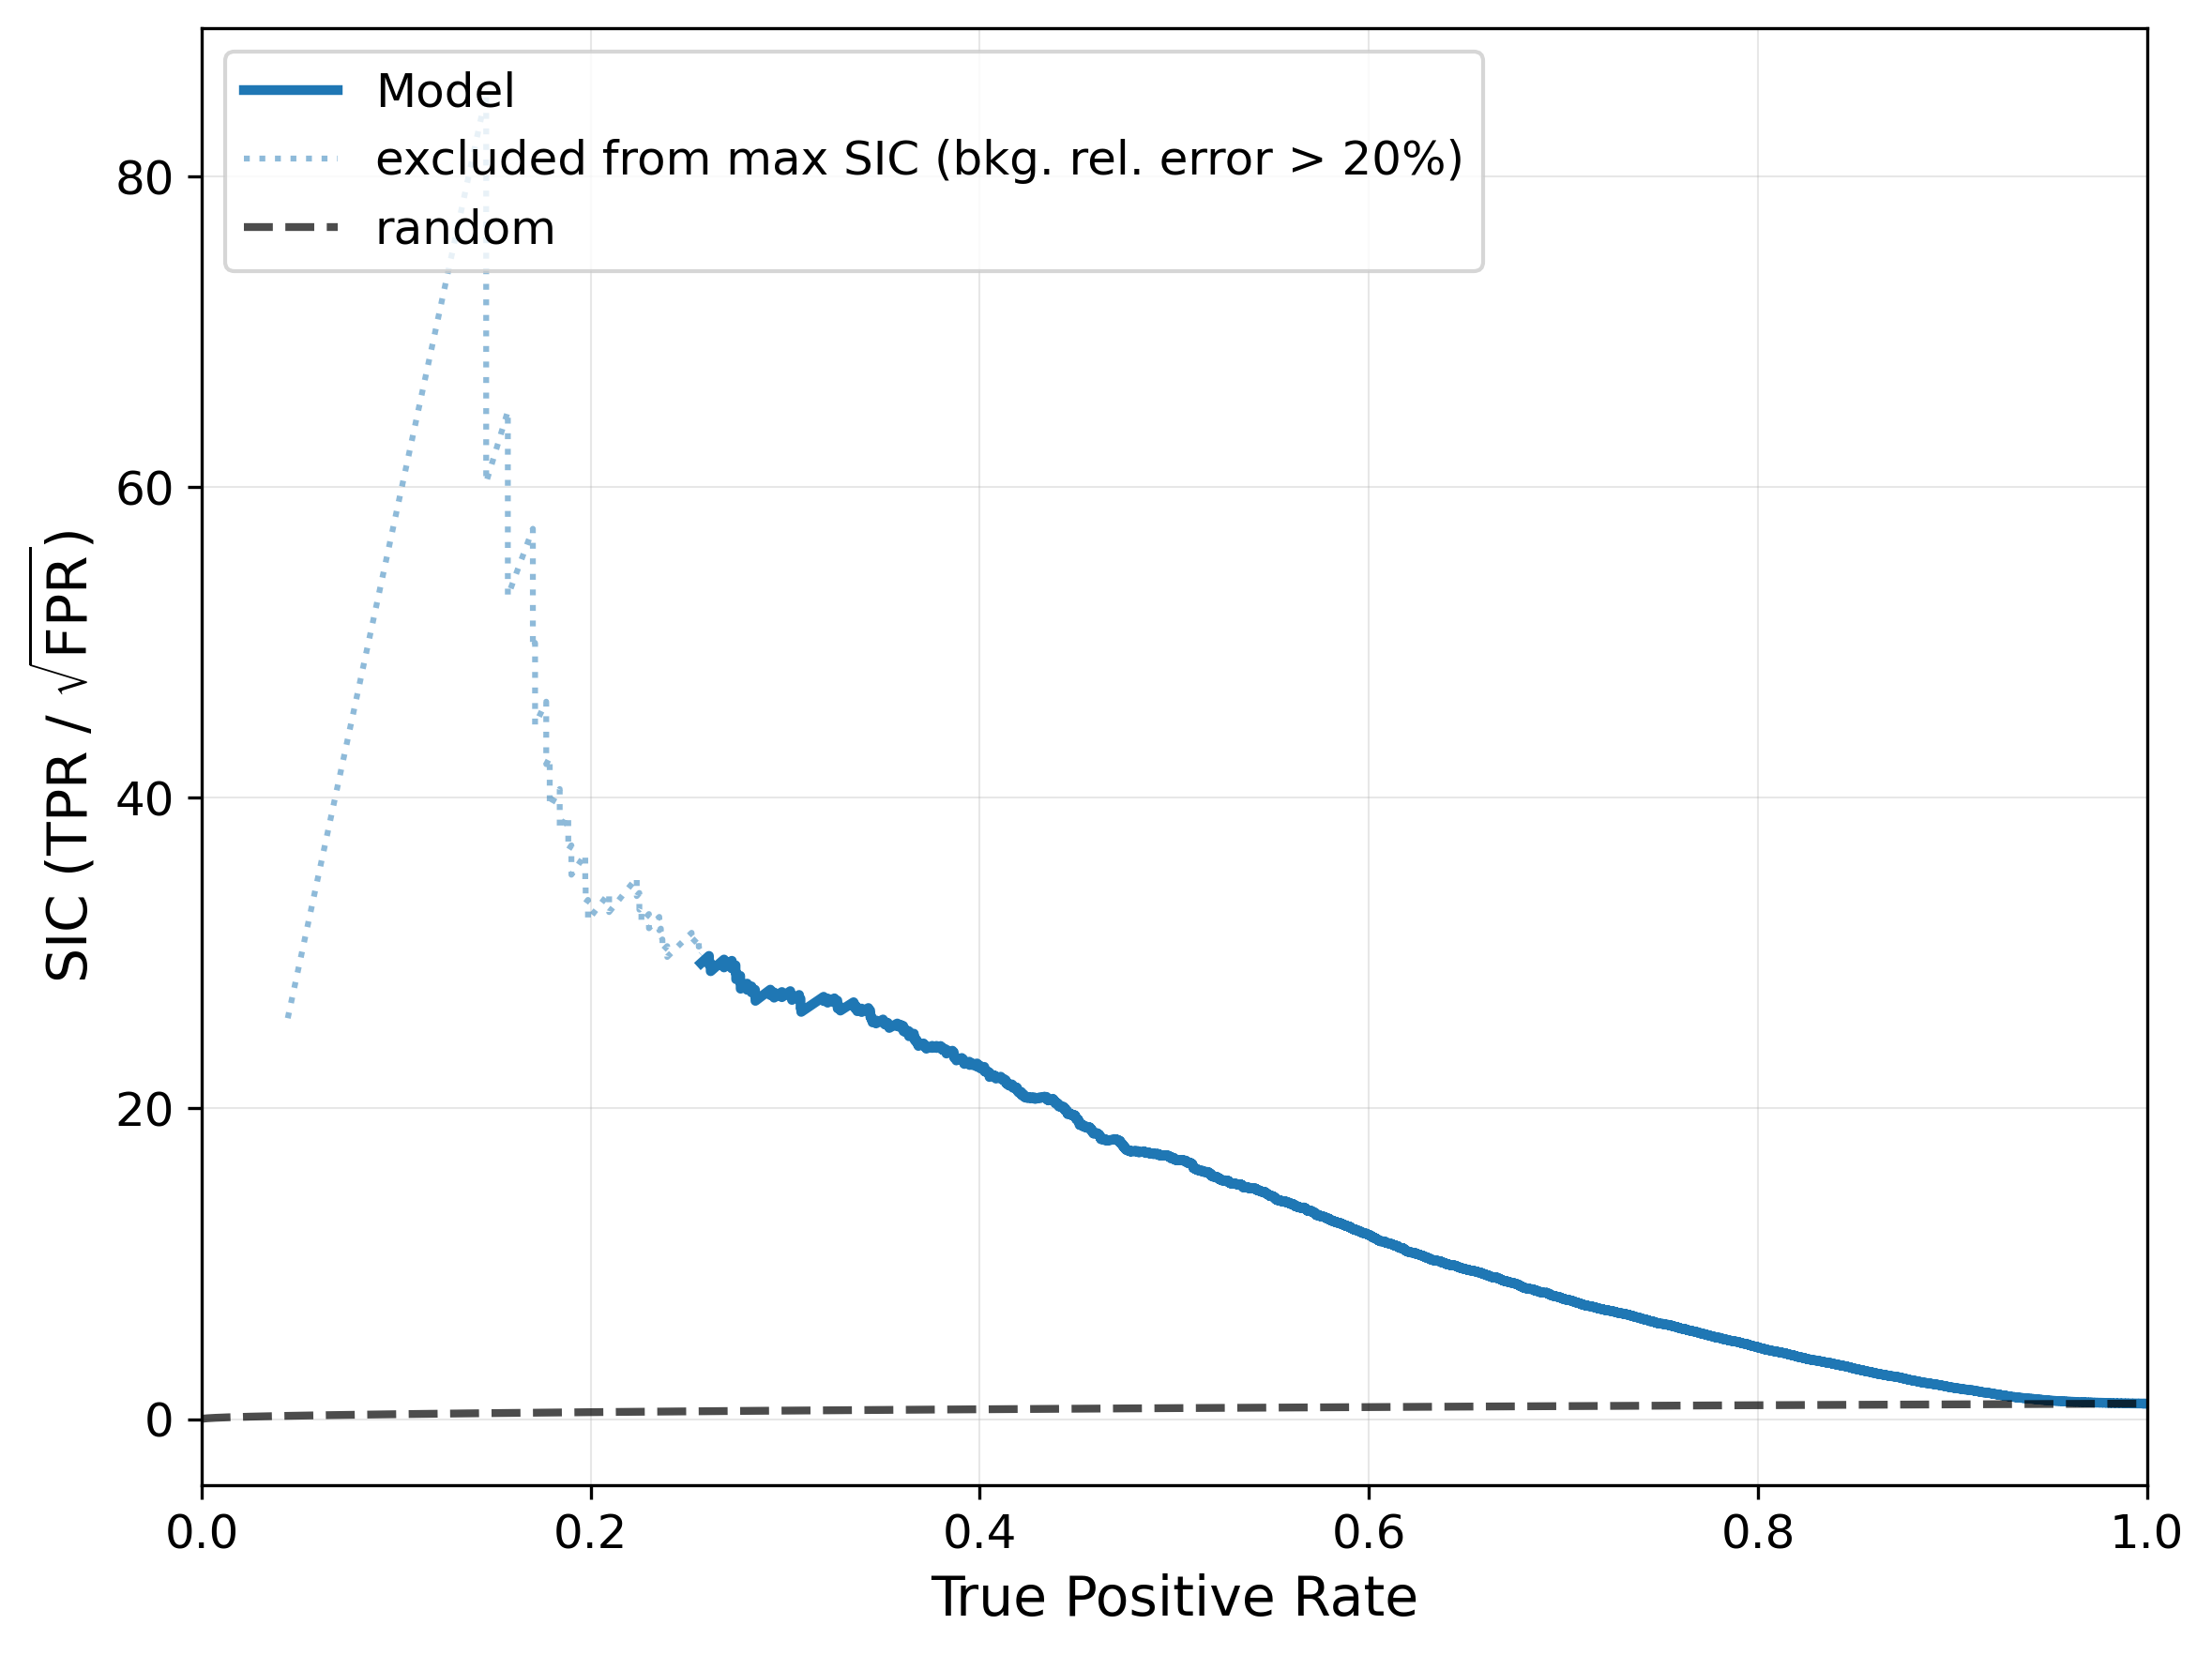 Model
excluded from max SIC (bkg. rel. error > 20%)
random
80
60
40
20
0
SIC (TPR / √FPR)
0.0 0.2 0.4 0.6 0.8 1.0
True Positive Rate